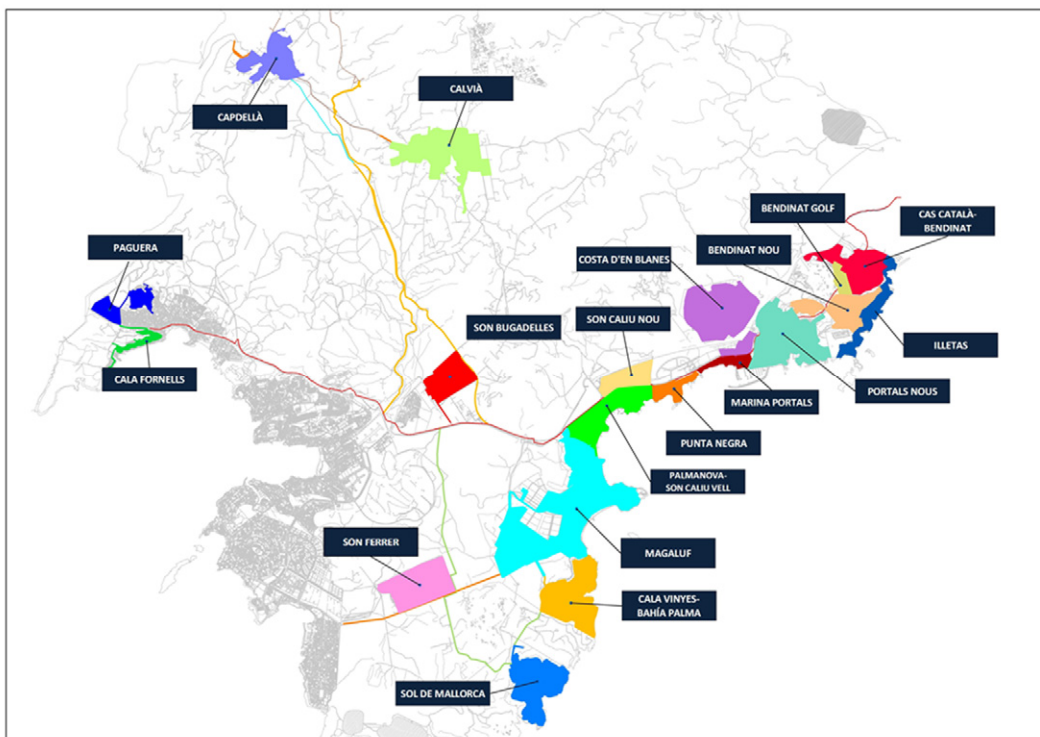 CAPDELLÀ
CALVIÀ
BENDINAT GOLF
CAS CATALÀ-
BENDINAT
PAGUERA
BENDINAT NOU
COSTA D'EN BLANES
SON CALIU NOU
SON BUGADELLES
ILLETAS
CALA FORNELLS
MARINA PORTALS
PORTALS NOUS
PUNTA NEGRA
PALMANOVA-
SON CALIU VELL
SON FERRER
MAGALUF
CALA VINYES-
BAHÍA PALMA
SOL DE MALLORCA